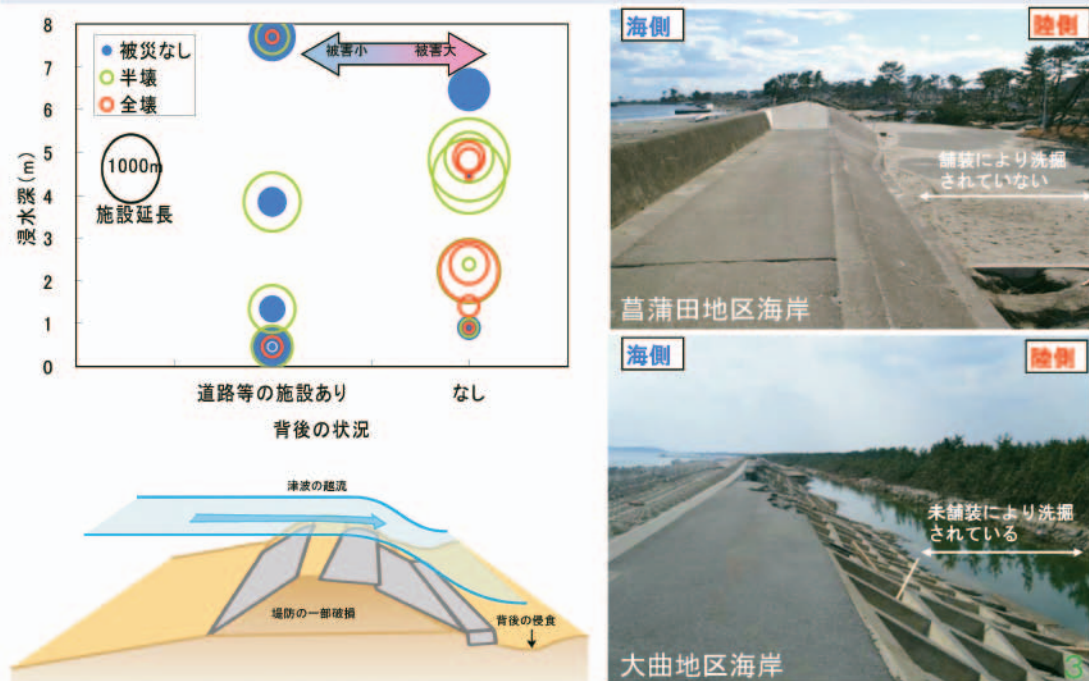 8
7
6
5
4
3
2
1
0
浸水深(m)
被災なし
半壊
全壊
1000m
施設延長
被害小
被害大
道路等の施設あり
なし
背後の状況
津波の越流
堤防の一部破損
背後の侵食
海側
陸側
舗装により洗掘
されていない
菖蒲田地区海岸
海側
陸側
未舗装により洗掘
されている
大曲地区海岸
3